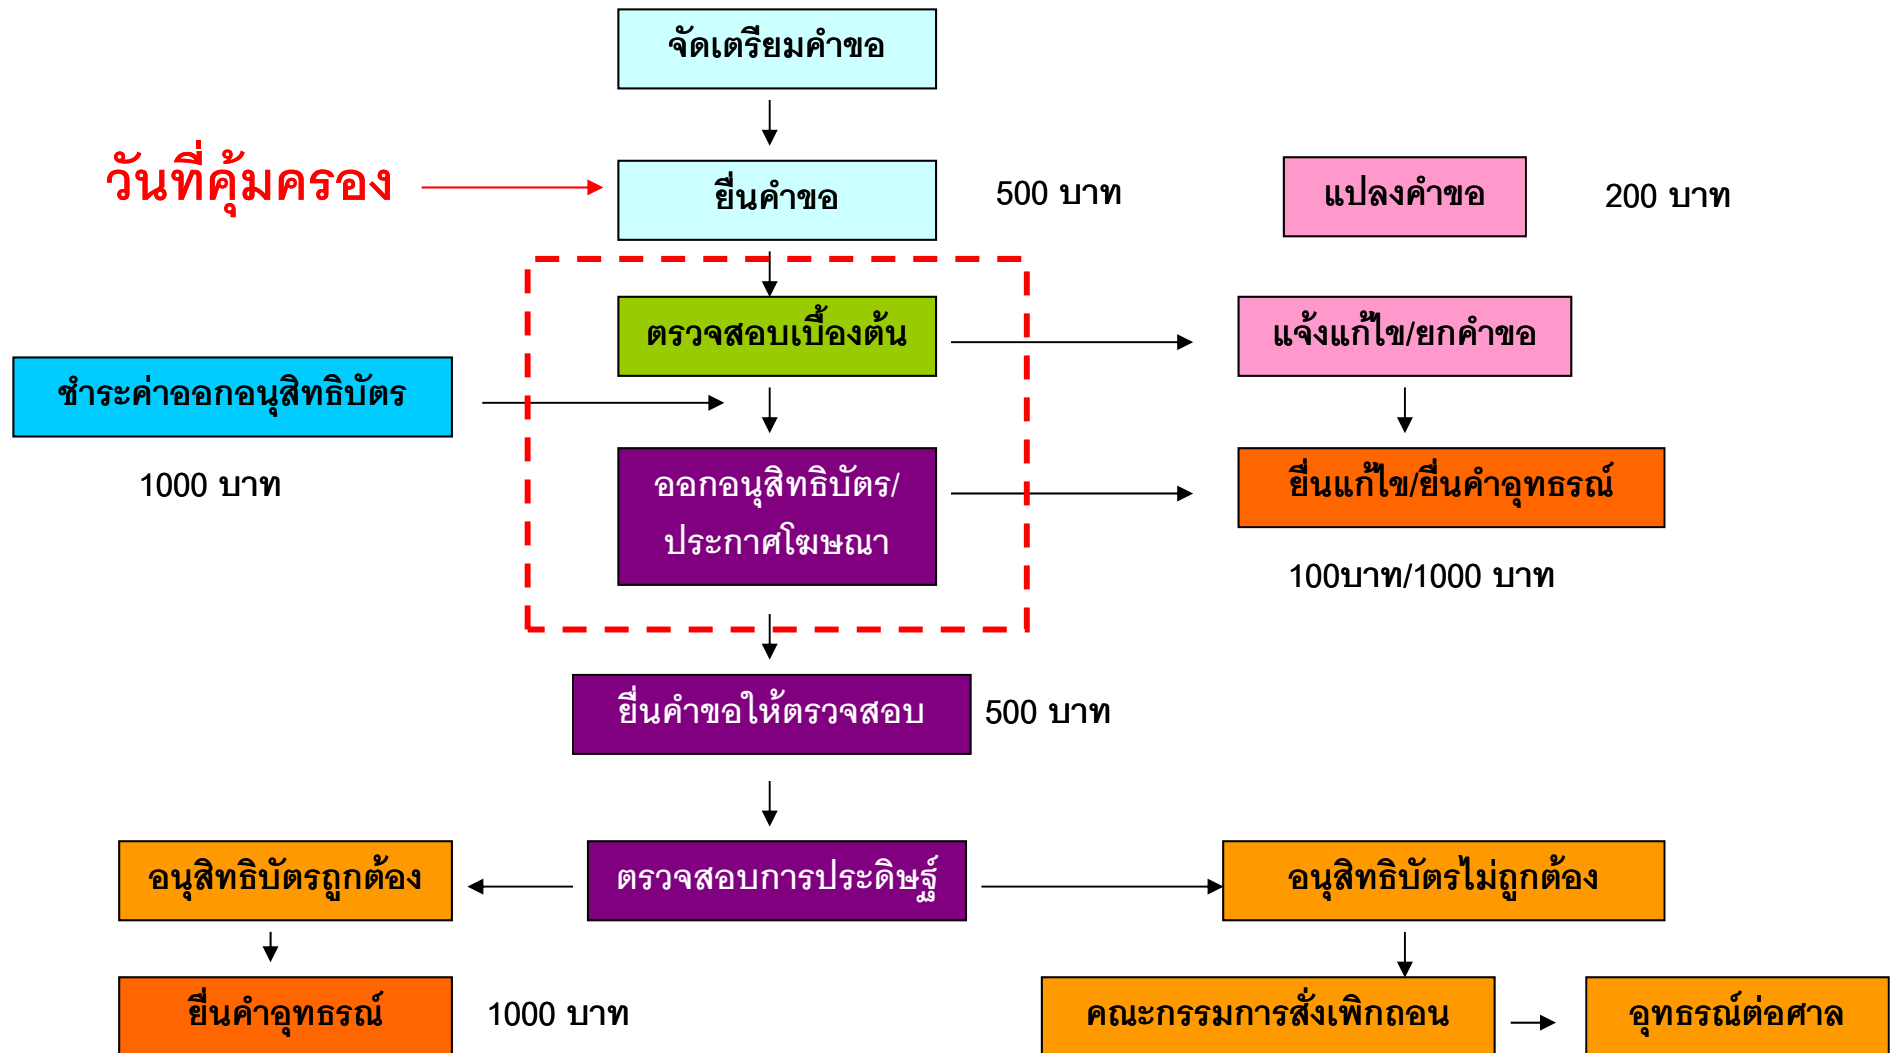 จัดเตรียมคำขอ
วันที่คุ้มครอง
ยื่นคำขอ
500 บาท
แปลงคำขอ
200 บาท
ตรวจสอบเบื้องต้น
แจ้งแก้ไข/ยกคำขอ
ชำระค่าออกอนุสิทธิบัตร
1000 บาท
ออกอนุสิทธิบัตร/
ประกาศโฆษณา
ยื่นแก้ไข/ยื่นคำอุทธรณ์
100บาท/1000 บาท
ยื่นคำขอให้ตรวจสอบ
500 บาท
อนุสิทธิบัตรถูกต้อง
ตรวจสอบการประดิษฐ์
อนุสิทธิบัตรไม่ถูกต้อง
ยื่นคำอุทธรณ์
1000 บาท
คณะกรรมการสั่งเพิกถอน
อุทธรณ์ต่อศาล